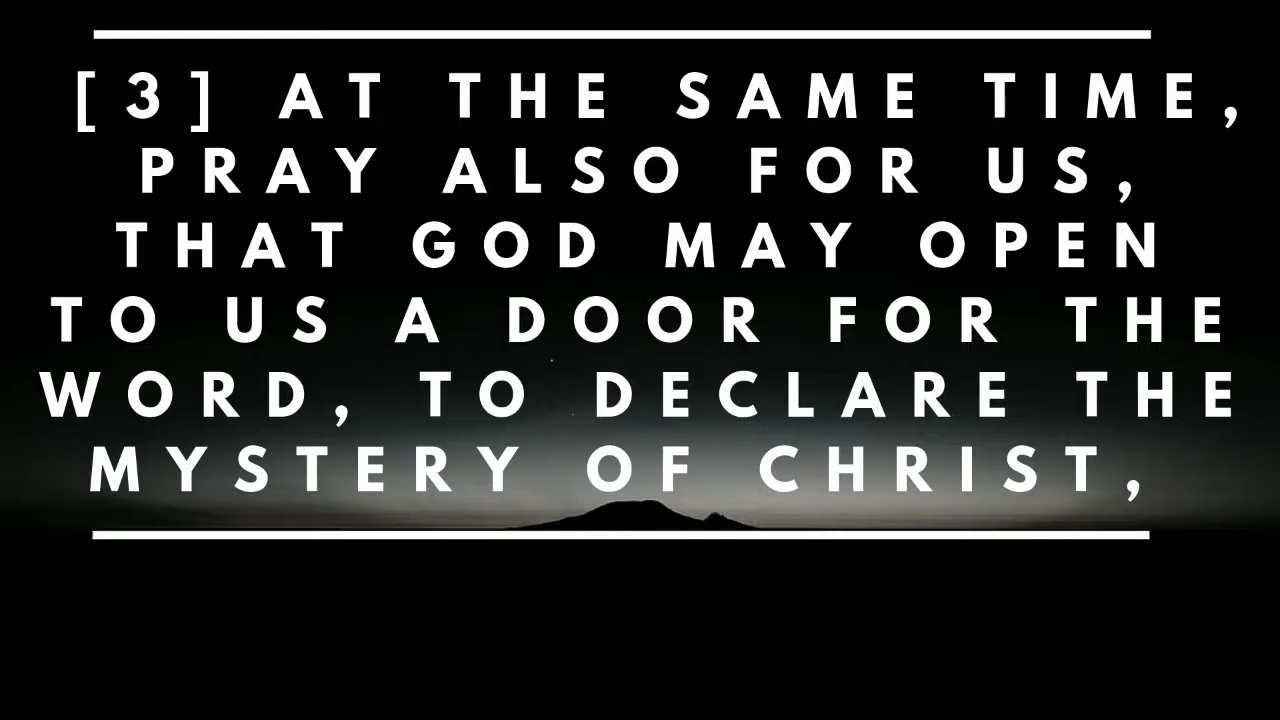 [3] AT THE SAME TIME,
PRAY ALSO FOR US,
THAT GOD MAY OPEN
TO US A DOOR FOR THE
WORD, TO DECLARE THE
MYSTERY OF CHRIST,